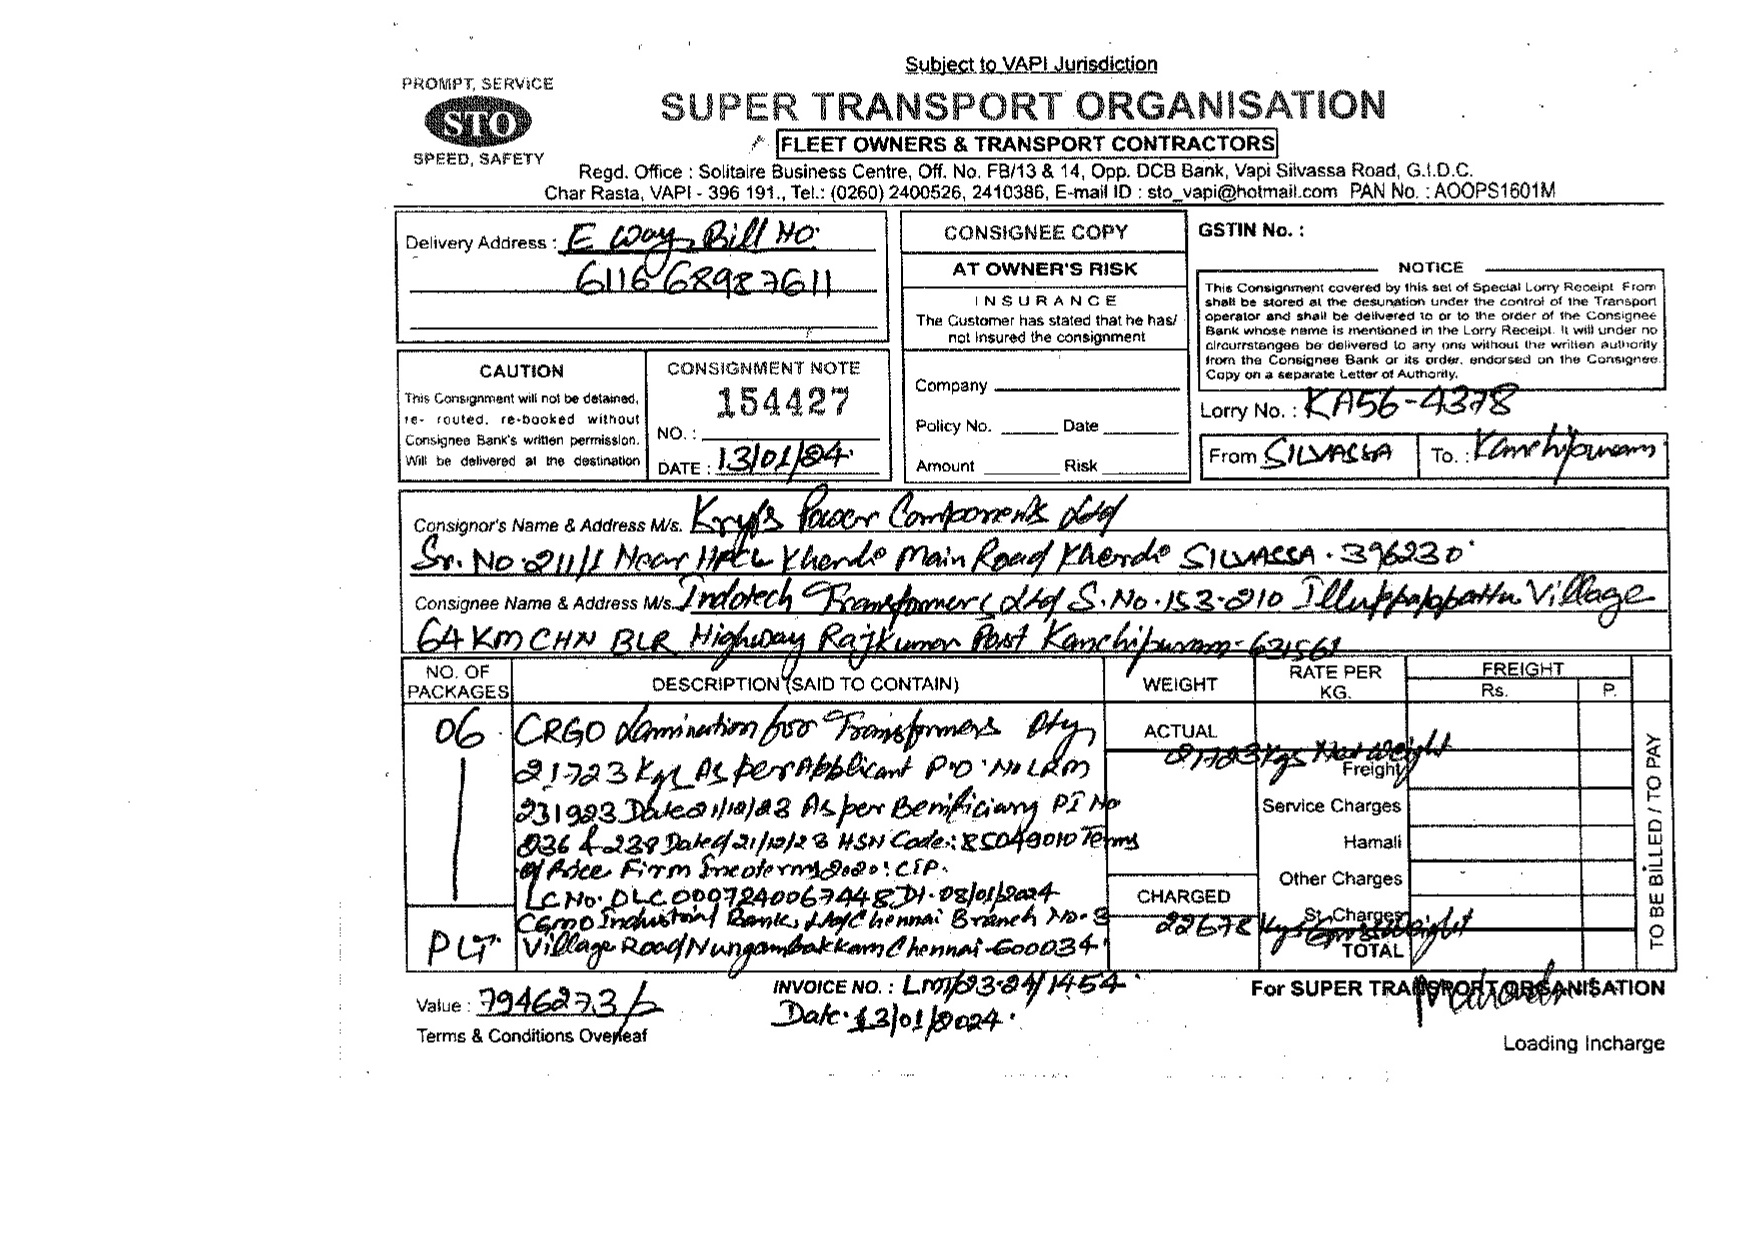 Subject to VAPI Jurisdiction
PROMPT, SERVICE
STO
SPEED, SAFETY
SUPER TRANSPORT ORGANISATION
FLEET OWNERS & TRANSPORT CONTRACTORS
Regd. Office : Solitaire Business Centre, Off. No. FB/13 & 14, Opp. DCB Bank, Vapi Silvassa Road, G.I.D.C.
Char Rasta, VAPI - 396 191., Tel.: (0260) 2400526, 2410386, E-mail ID : sto_vapi@hotmail.com PAN No. : AOOPS1601M
Delivery Address : E Way Bill No.
6116 68987611
CAUTION
This Consignment will not be detained,
re- routed, re-booked without
Consignee Bank's written permission.
Will be delivered at the destination
CONSIGNMENT NOTE
154427
NO. :
DATE : 13/01/24.
CONSIGNEE COPY
AT OWNER'S RISK
INSURANCE
The Customer has stated that he has/
not insured the consignment
Company
Policy No. Date
Amount Risk
GSTIN No. :
NOTICE
This Consignment covered by this set of Special Lorry Receipt From
shall be stored at the desunation under the control of the Transport
operator and shall be delivered to or to the order of the Consignee
Bank whose name is mentioned in the Lorry Receipt. It will under no
circurrstangee be delivered to any one without the written authority
from the Consignee Bank or its order, endorsed on the Consignee
Copy on a separate Letter of Authority.
Lorry No. : KA56-4378
From SILVASSA To. : Kanchipuram
Consignor's Name & Address M/s. Kryfs Power Components Ltd
Sr. No. 211/1 Near HPCL Kherdi Main Road Kherdi SILVASSA. 396230
Consignee Name & Address M/s. Indotech Transformers Ltd S.No.153-210 Illuppapattu Village
64 KM CHN BLR Highway Rajkumar Post Kanchipuram-631561
NO. OF PACKAGES DESCRIPTION (SAID TO CONTAIN) WEIGHT RATE PER KG. FREIGHT Rs. P.
06
PLT
CRGO Lamination for Transformers Qty
21723 Kgs As per Applicant P.O. No LRM
231923 Date 21/12/23 As per Benificiary PI No
236 & 238 Dated 21/12/23 HSN Code: 85049010 Terms
of Price Firm Incoterms 2020: CIP.
LC No. DLC0007240067448 Dt. 08/01/2024
Bank Ltd Chennai Branch No. 3
Village Road Nungambakkam Chennai-600034
ACTUAL
21723 Kgs Net Weight
CHARGED
22678 Kgs Gross Weight
Freight
Service Charges
Hamali
Other Charges
St. Charges
TOTAL
TO BE BILLED / TO PAY
Value : 7946273/-
Terms & Conditions Overleaf
INVOICE NO. : LMT/23-24/1454
Date. 13/01/2024.
For SUPER TRANSPORT ORGANISATION
Loading Incharge